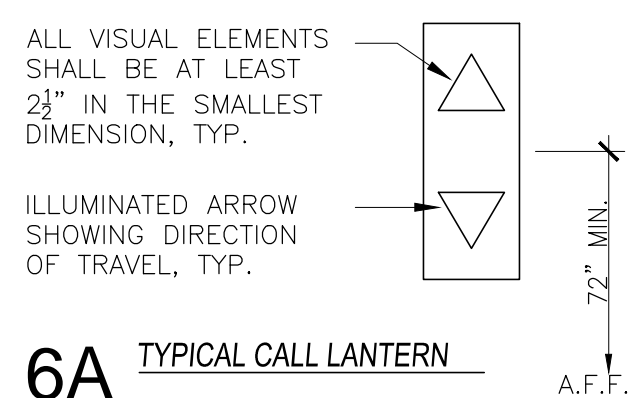 ALL VISUAL ELEMENTS
SHALL BE AT LEAST
2½” IN THE SMALLEST
DIMENSION, TYP.
ILLUMINATED ARROW
SHOWING DIRECTION
OF TRAVEL, TYP.
72” MIN.
A.F.F.
6A TYPICAL CALL LANTERN